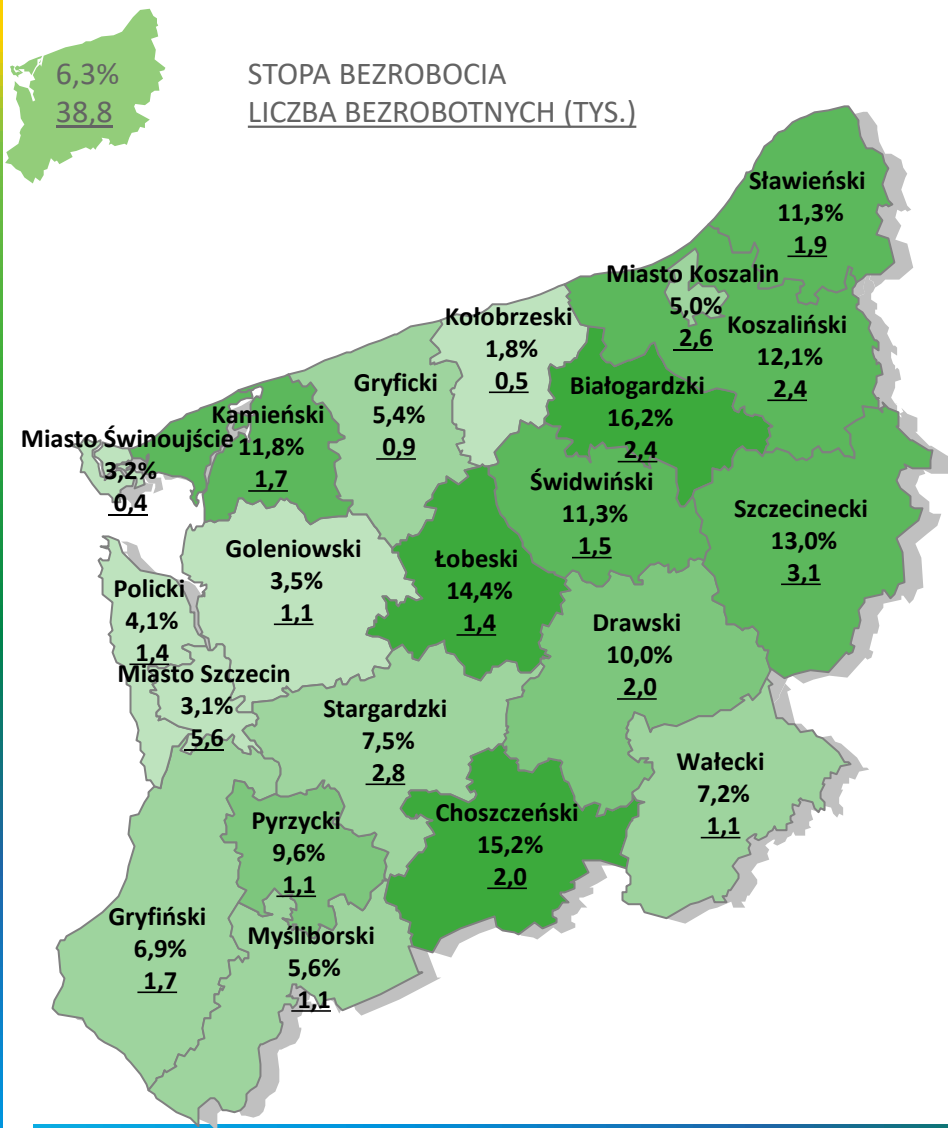 6,3%
38,8
STOPA BEZROBOCIA
LICZBA BEZROBOTNYCH (TYS.)
Sławieński
11,3%
1,9
Miasto Koszalin
5,0%
2,6
Koszaliński
12,1%
2,4
Kołobrzeski
1,8%
0,5
Białogardzki
16,2%
2,4
Gryficki
5,4%
0,9
Kamieński
11,8%
1,7
Miasto Świnoujście
3,2%
0,4
Świdwiński
11,3%
1,5
Szczecinecki
13,0%
3,1
Goleniowski
3,5%
1,1
Łobeski
14,4%
1,4
Policki
4,1%
1,4
Drawski
10,0%
2,0
Miasto Szczecin
3,1%
5,6
Stargardzki
7,5%
2,8
Wałecki
7,2%
1,1
Choszczeński
15,2%
2,0
Pyrzycki
9,6%
1,1
Gryfiński
6,9%
1,7
Myśliborski
5,6%
1,1